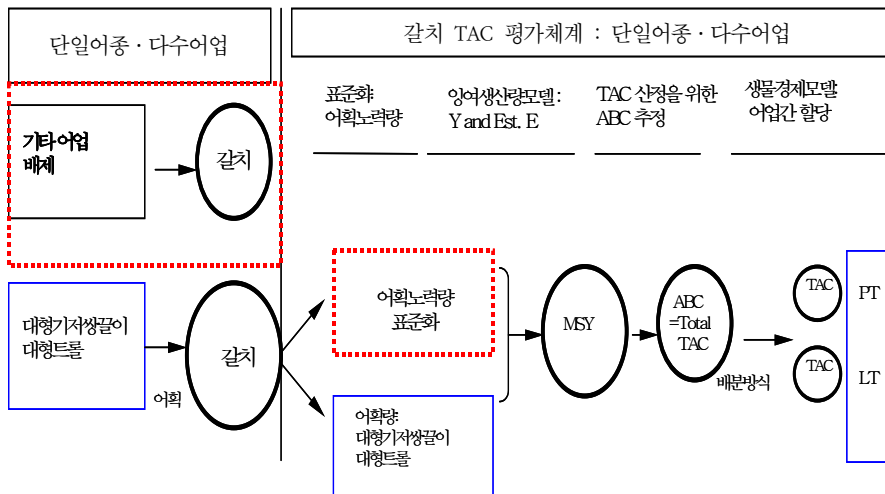 단일어종·다수어업
갈치 TAC 평가체계 : 단일어종·다수어업
표준화:
어획노력량
잉여생산량모델 :
Y and Est. E
TAC 산정을 위한
ABC 추정
생물경제모델:
어업간 할당
기타 어업
배제
갈치
대형기저쌍끌이
대형트롤
어획
갈치
어획노력량
표준화
어획량:
대형기저쌍끌이
대형트롤
MSY
ABC
=Total
TAC
배분방식
TAC
PT
TAC
LT